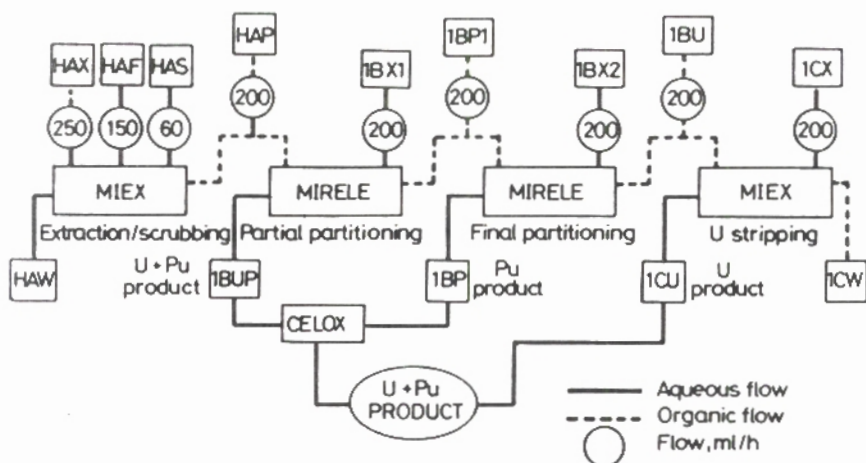 HAX HAF HAS HAP 1BX1 1BP1 1BX2 1BU 1CX
250 150 60 200 200 200 200 200 200
MIEX MIRELE MIRELE MIEX
Extraction/scrubbing Partial partitioning Final partitioning U stripping
HAW U+Pu product 1BUP 1BP Pu product 1CU U product 1CW
CELOX
U+Pu
PRODUCT
Aqueous flow
Organic flow
Flow, ml/h